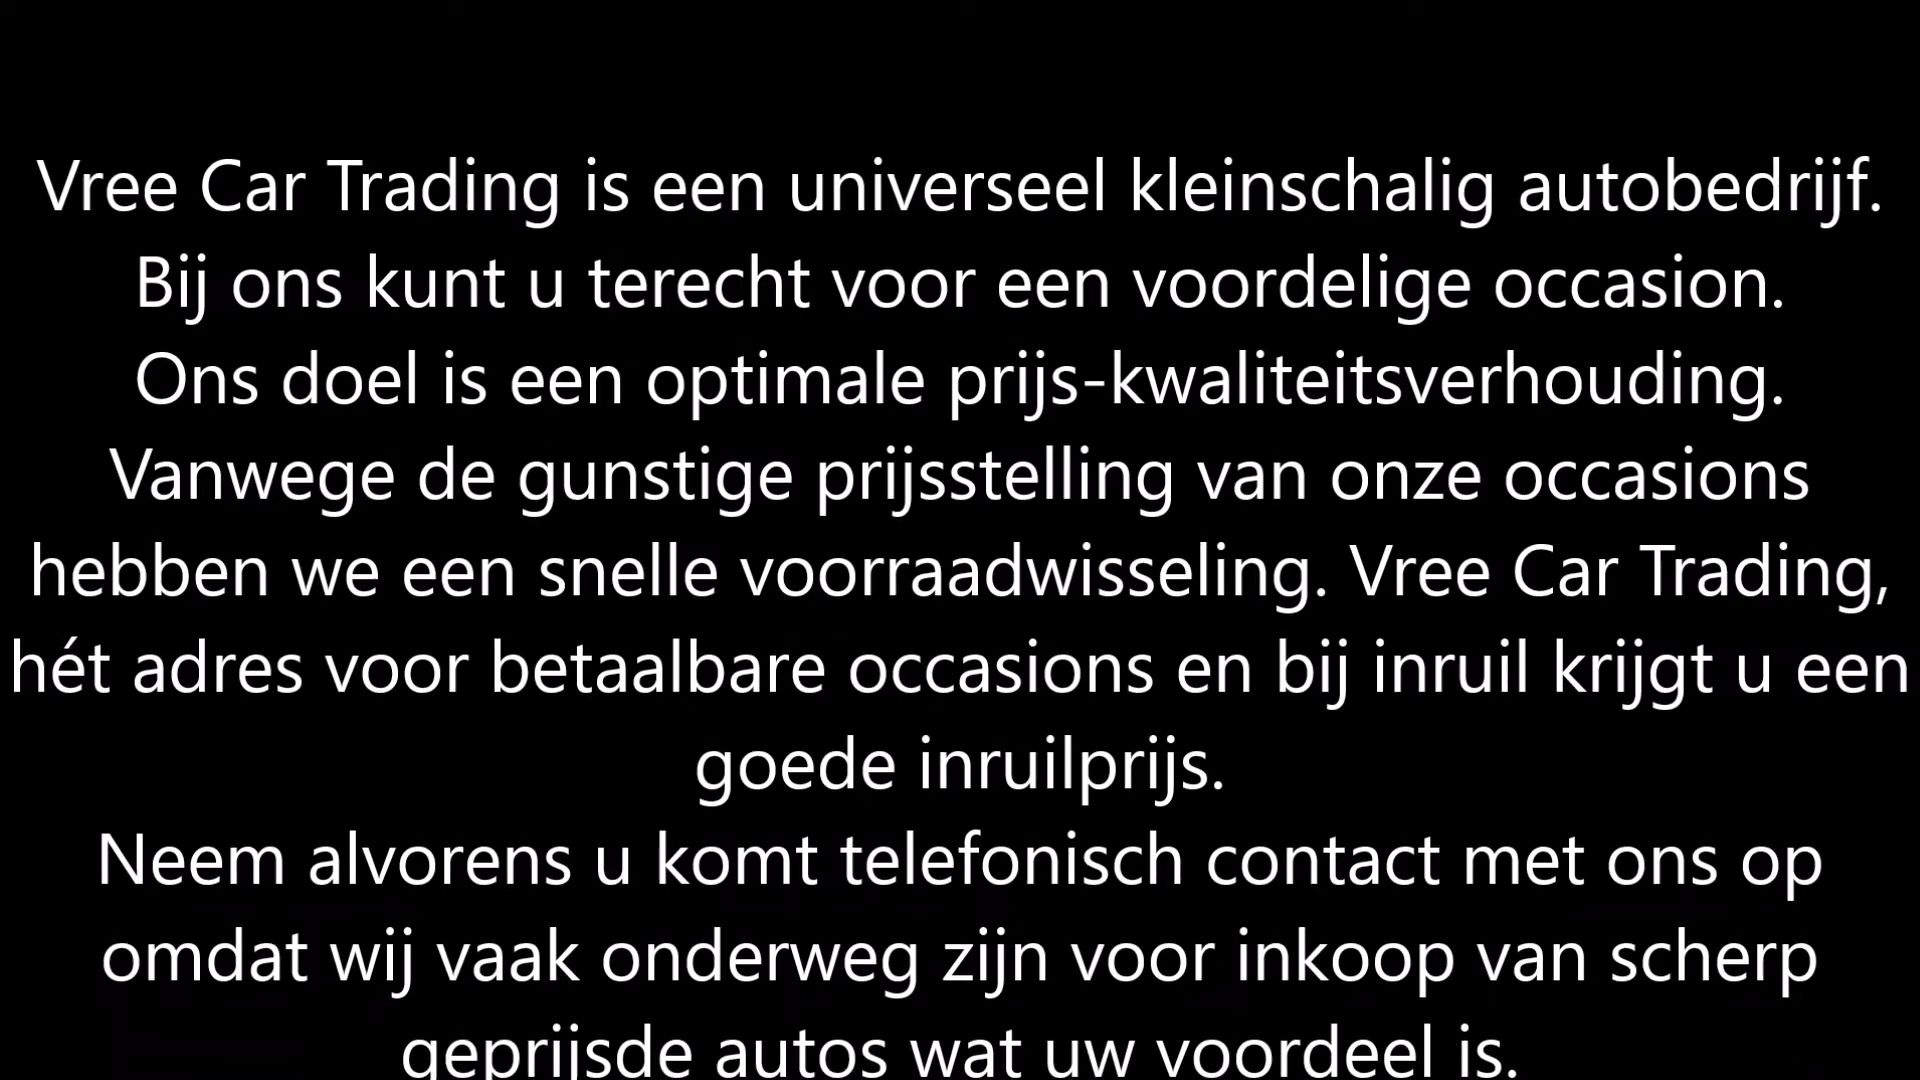 Vree Car Trading is een universeel kleinschalig autobedrijf.
Bij ons kunt u terecht voor een voordelige occasion.
Ons doel is een optimale prijs-kwaliteitsverhouding.
Vanwege de gunstige prijsstelling van onze occasions
hebben we een snelle voorraadwisseling. Vree Car Trading,
hét adres voor betaalbare occasions en bij inruil krijgt u een
goede inruilprijs.
Neem alvorens u komt telefonisch contact met ons op
omdat wij vaak onderweg zijn voor inkoop van scherp
geprijsde autos wat uw voordeel is.